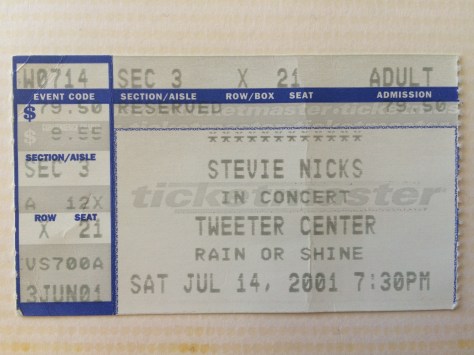 W0714 SEC 3 X 21 ADULT
EVENT CODE SECTION/AISLE ROW/BOX SEAT ADMISSION
$ 79.50 RESERVED 79.50
$ 9.55 ************
SECTION/AISLE STEVIE NICKS
SEC 3 IN CONCERT
ticketmaster
A 12X TWEETER CENTER
ROW SEAT
X 21 RAIN OR SHINE
VS700A SAT JUL 14, 2001 7:30PM
3JUN01